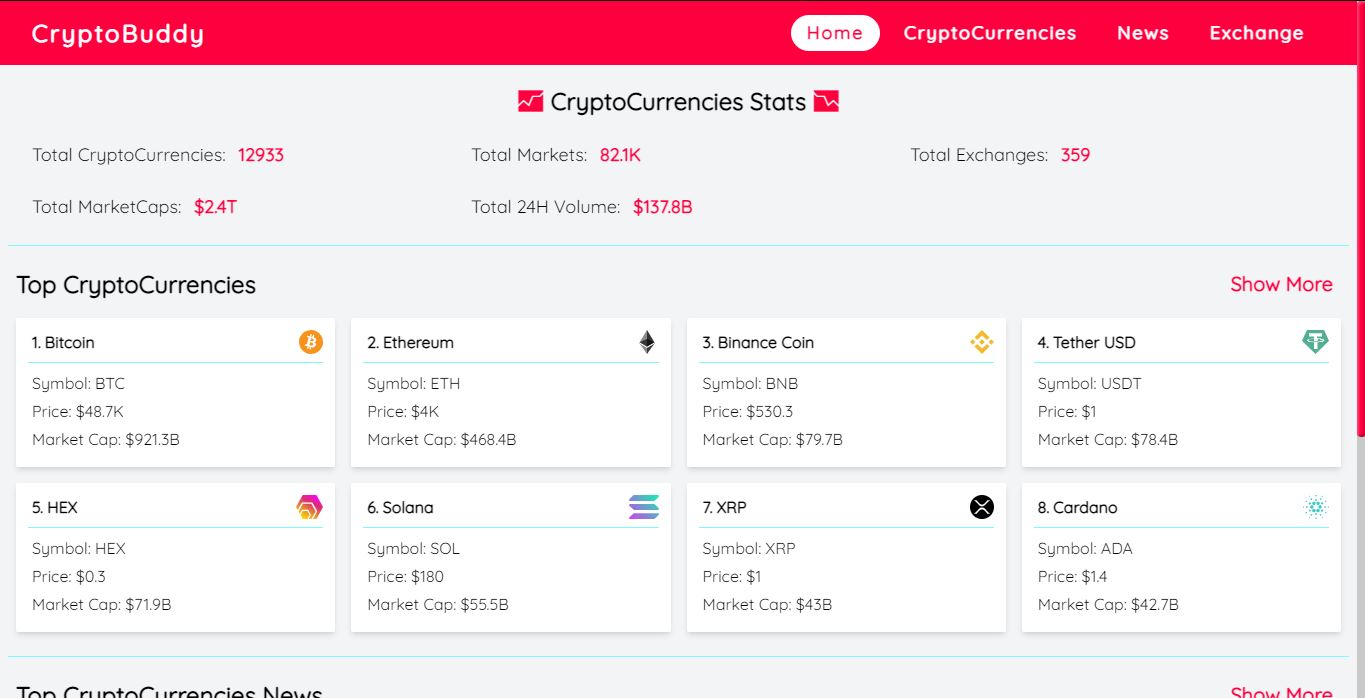 CryptoBuddy Home CryptoCurrencies News Exchange
CryptoCurrencies Stats
Total CryptoCurrencies: 12933 Total Markets: 82.1K Total Exchanges: 359
Total MarketCaps: $2.4T Total 24H Volume: $137.8B
Top CryptoCurrencies Show More
1. Bitcoin
Symbol: BTC
Price: $48.7K
Market Cap: $921.3B
2. Ethereum
Symbol: ETH
Price: $4K
Market Cap: $468.4B
3. Binance Coin
Symbol: BNB
Price: $530.3
Market Cap: $79.7B
4. Tether USD
Symbol: USDT
Price: $1
Market Cap: $78.4B
5. HEX
Symbol: HEX
Price: $0.3
Market Cap: $71.9B
6. Solana
Symbol: SOL
Price: $180
Market Cap: $55.5B
7. XRP
Symbol: XRP
Price: $1
Market Cap: $43B
8. Cardano
Symbol: ADA
Price: $1.4
Market Cap: $42.7B
Top CryptoCurrencies News Show More